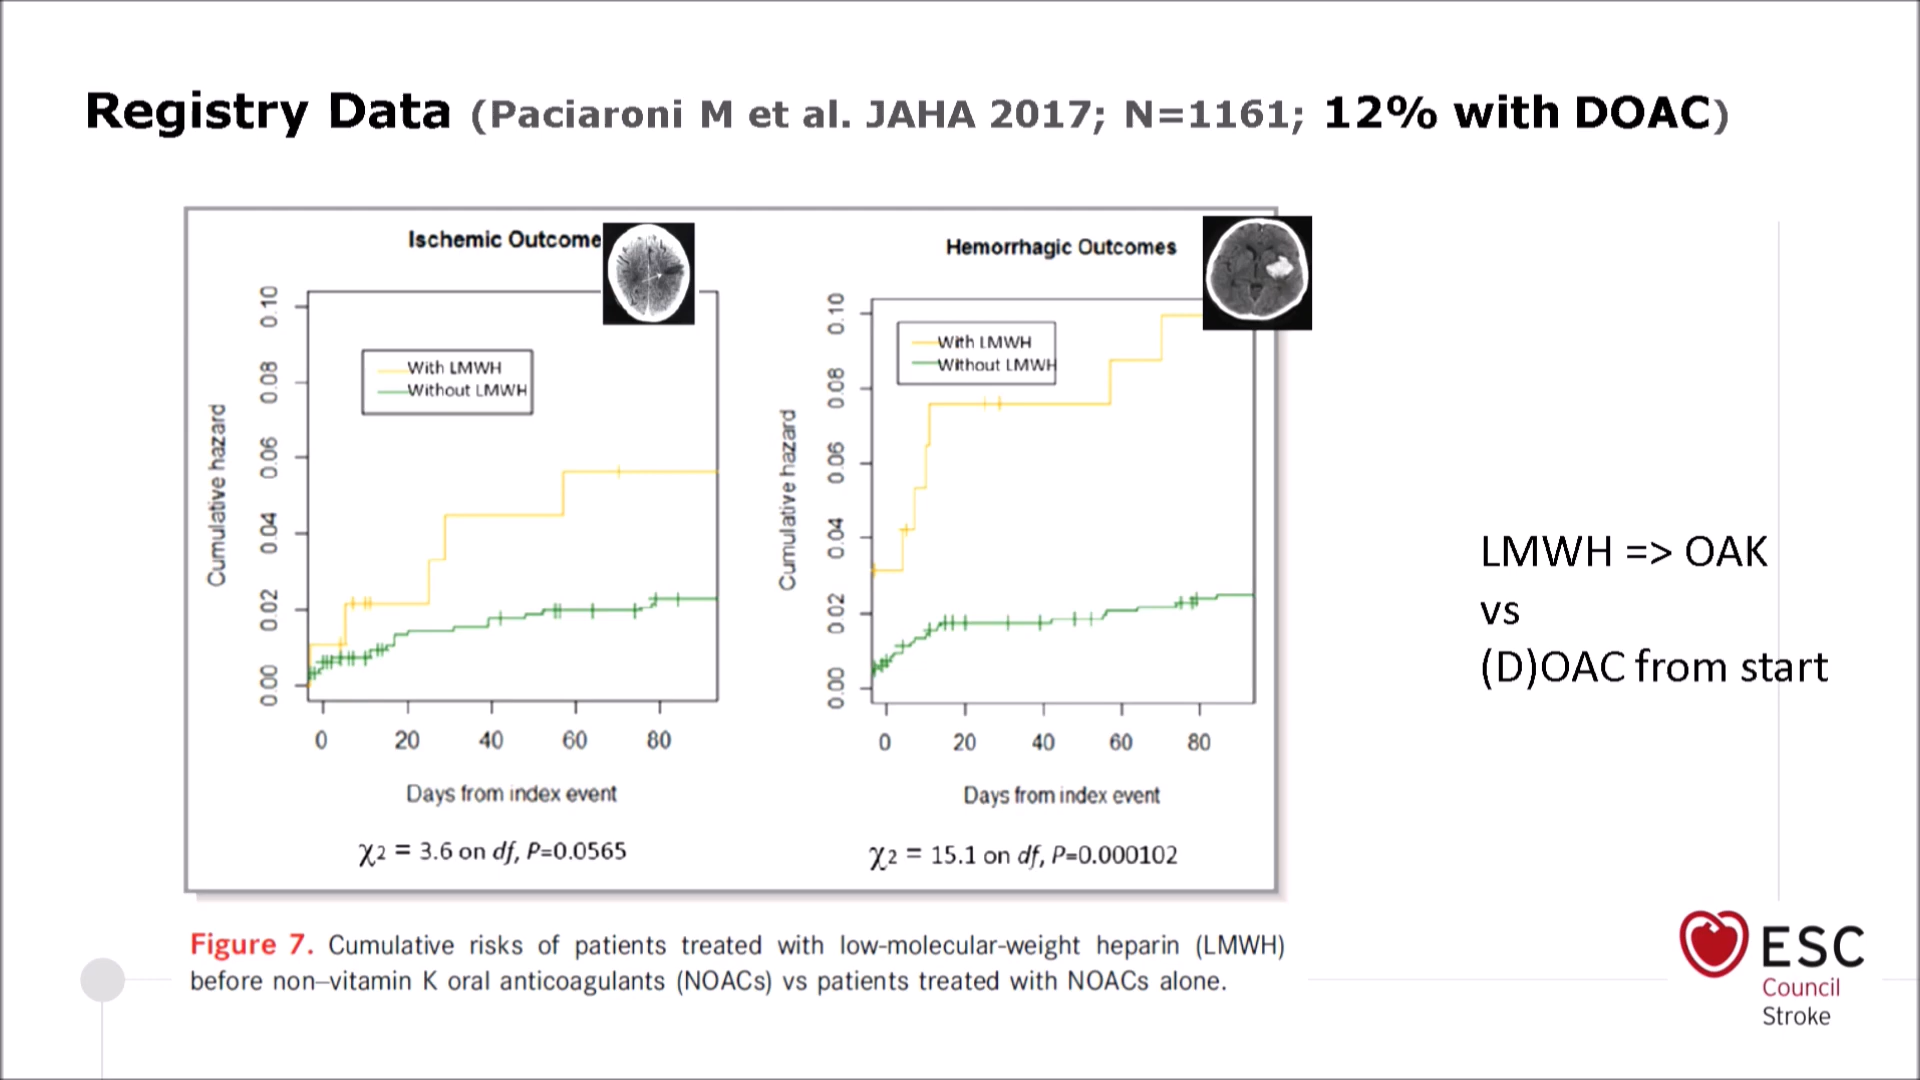 Registry Data (Paciaroni M et al. JAHA 2017; N=1161; 12% with DOAC)
Ischemic Outcome
0.10
0.08
0.06
0.04
0.02
0.00
Cumulative hazard
With LMWH
Without LMWH
0 20 40 60 80
Days from index event
χ2 = 3.6 on df, P=0.0565
Hemorrhagic Outcomes
0.10
0.08
0.06
0.04
0.02
0.00
Cumulative hazard
With LMWH
Without LMWH
0 20 40 60 80
Days from index event
χ2 = 15.1 on df, P=0.000102
LMWH => OAK
vs
(D)OAC from start
Figure 7. Cumulative risks of patients treated with low-molecular-weight heparin (LMWH)
before non–vitamin K oral anticoagulants (NOACs) vs patients treated with NOACs alone.
ESC
Council
Stroke